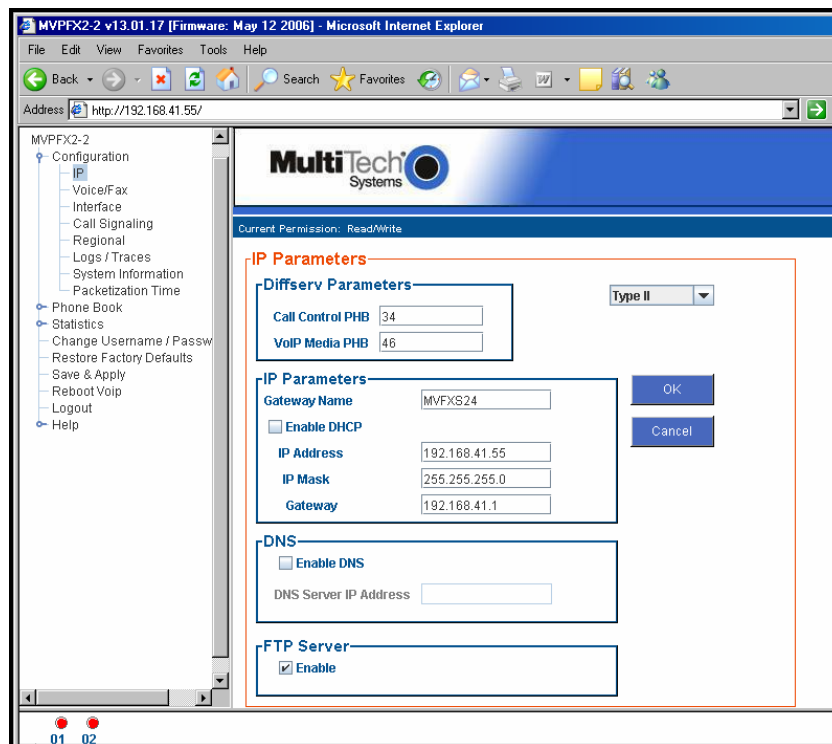 MVPFX2-2 v13.01.17 [Firmware: May 12 2006] - Microsoft Internet Explorer
File Edit View Favorites Tools Help
Back Search Favorites
Address http://192.168.41.55/
MVPFX2-2
Configuration
IP
Voice/Fax
Interface
Call Signaling
Regional
Logs / Traces
System Information
Packetization Time
Phone Book
Statistics
Change Username / Passw
Restore Factory Defaults
Save & Apply
Reboot Voip
Logout
Help
MultiTech
Systems
Current Permission: Read/Write
IP Parameters
Diffserv Parameters
Type II
Call Control PHB 34
VoIP Media PHB 46
IP Parameters
Gateway Name MVFXS24
OK
Enable DHCP
Cancel
IP Address 192.168.41.55
IP Mask 255.255.255.0
Gateway 192.168.41.1
DNS
Enable DNS
DNS Server IP Address
FTP Server
Enable
01 02